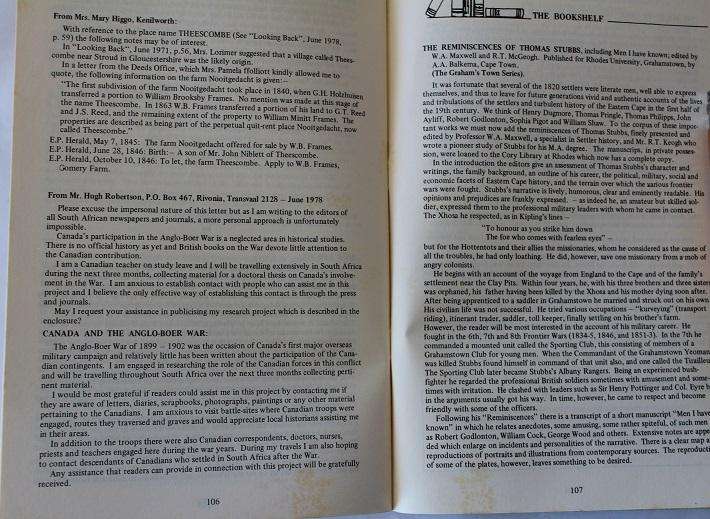 From Mrs. Mary Higgo, Kenilworth:
With reference to the place name THEESCOMBE (See "Looking Back", June 1978,
p. 59) the following notes may be of interest.
In "Looking Back", June 1971, p.56, Mrs. Lorimer suggested that a village called Thees-
combe near Stroud in Gloucestershire was the likely origin.
In a letter from the Deeds Office, which Mrs. Pamela ffolliott kindly allowed me to
quote, the following information on the farm Nooitgedacht is given:—
"The first subdivision of the farm Nooitgedacht took place in 1840, when G.H. Holzhuisen
transferred a portion to William Brooksby Frames. No mention was made at this stage of
the name Theescombe. In 1863 W.B. Frames transferred a portion of his land to G.T. Reed
and J.S. Reed, and the remaining extent of the property to William Minitt Frames. The
properties are described as being part of the perpetual quit-rent place Nooitgedacht, now
called Theescombe."
E.P. Herald, May 7, 1845: The farm Nooitgedacht offered for sale by W.B. Frames.
E.P. Herald, June 28, 1846: Birth:— A son of Mr. John Niblett of Theescombe.
E.P. Herald, October 10, 1846: To let, the farm Theescombe. Apply to W.B. Frames,
Gomery Farm.
From Mr. Hugh Robertson, P.O. Box 467, Rivonia, Transvaal 2128 – June 1978
Please excuse the impersonal nature of this letter but as I am writing to the editors of
all South African newspapers and journals, a more personal approach is unfortunately
impossible.
Canada's participation in the Anglo-Boer War is a neglected area in historical studies.
There is no official history as yet and British books on the War devote little attention to
the Canadian contribution.
I am a Canadian teacher on study leave and I will be travelling extensively in South Africa
during the next three months, collecting material for a doctoral thesis on Canada's involve-
ment in the War. I am anxious to establish contact with people who can assist me in this
project and I believe the only effective way of establishing this contact is through the press
and journals.
May I request your assistance in publicising my research project which is described in the
enclosure?
CANADA AND THE ANGLO-BOER WAR:
The Anglo-Boer War of 1899 – 1902 was the occasion of Canada's first major overseas
military campaign and relatively little has been written about the participation of the Cana-
dian contingents. I am engaged in researching the role of the Canadian forces in this conflict
and will be travelling throughout South Africa over the next three months collecting perti-
nent material.
I would be most grateful if readers could assist me in this project by contacting me if
they are aware of letters, diaries, scrapbooks, photographs, paintings or any other material
pertaining to the Canadians. I am anxious to visit battle-sites where Canadian troops were
engaged, routes they traversed and graves and would appreciate local historians assisting me
in their areas.
In addition to the troops there were also Canadian correspondents, doctors, nurses,
priests and teachers engaged here during the war years. During my travels I am also hoping
to contact descendants of Canadians who settled in South Africa after the War.
Any assistance that readers can provide in connection with this project will be gratefully
received.
106
THE BOOKSHELF
THE REMINISCENCES OF THOMAS STUBBS, including Men I have known; edited by
W.A. Maxwell and R.T. McGeogh. Published for Rhodes University, Grahamstown, by
A.A. Balkema, Cape Town.
(The Graham's Town Series).
It was fortunate that several of the 1820 settlers were literate men, well able to express
themselves, and thus to leave for future generations vivid and authentic accounts of the lives
and tribulations of the settlers and turbulent history of the Eastern Cape in the first half of
the 19th century. We think of Henry Dugmore, Thomas Pringle, Thomas Philipps, John
Ayliff, Robert Godlonton, Sophia Pigot and William Shaw. To the corpus of these impor-
tant works we must now add the reminiscences of Thomas Stubbs, finely presented and
edited by Professor W.A. Maxwell, a specialist in Settler history, and Mr. R.T. Keogh who
wrote a pioneer study of Stubbs for his M.A. degree. The manuscripts, in private posses-
sion, were loaned to the Cory Library at Rhodes which now has a complete copy.
In the introduction the editors give an assessment of Thomas Stubbs's character and
writings, the family background, an outline of his career, the political, military, social and
economic facets of Eastern Cape history, and the terrain over which the various frontier
wars were fought. Stubbs's narrative is lively, humorous, clear and eminently readable. His
opinions and prejudices are frankly expressed. – as indeed he, an amateur but skilled sol-
dier, expressed them to the professional military leaders with whom he came in contact.
The Xhosa he respected, as in Kipling's lines –
"To honour as you strike him down
The foe who comes with fearless eyes" —
but for the Hottentots and their allies the missionaries, whom he considered as the cause of
all the troubles, he had only loathing. He did, however, save one missionary from a mob of
angry colonists.
He begins with an account of the voyage from England to the Cape and of the family's
settlement near the Clay Pits. Within four years, he, with his three brothers and three sisters
was orphaned, his father having been killed by the Xhosa and his mother dying soon after.
After being apprenticed to a saddler in Grahamstown he married and struck out on his own.
His civilian life was not successful. He tried various occupations – "kurveying" (transport
riding), itinerant trader, saddler, toll keeper, finally settling on his brother's farm.
However, the reader will be most interested in the account of his military career. He
fought in the 6th, 7th and 8th Frontier Wars (1834-5, 1846, and 1851-3). In the 7th he
commanded a mounted unit called the Sporting Club, this consisting of members of a
Grahamstown Club for young men. When the Commandant of the Grahamstown Yeoman
was killed Stubbs found himself in command of that unit also, and one called the Tirailleu
The Sporting Club later became Stubbs's Albany Rangers. Being an experienced bush-
fighter he regarded the professional British soldiers sometimes with amusement and some-
times with irritation. He clashed with leaders such as Sir Henry Pottinger and Col. Eyre b
in the arguments usually got his way. In time, however, he came to respect and become
friendly with some of the officers.
Following his "Reminiscences" there is a transcript of a short manuscript "Men I have
known" in which he relates anecdotes, some amusing, some rather spiteful, of such men
as Robert Godlonton, William Cock, George Wood and others. Extensive notes are appe
ded which enlarge on incidents and personalities of the narrative. There is a clear map a
reproductions of portraits and illustrations from contemporary sources. The reproducti
of some of the plates, however, leaves something to be desired.
107